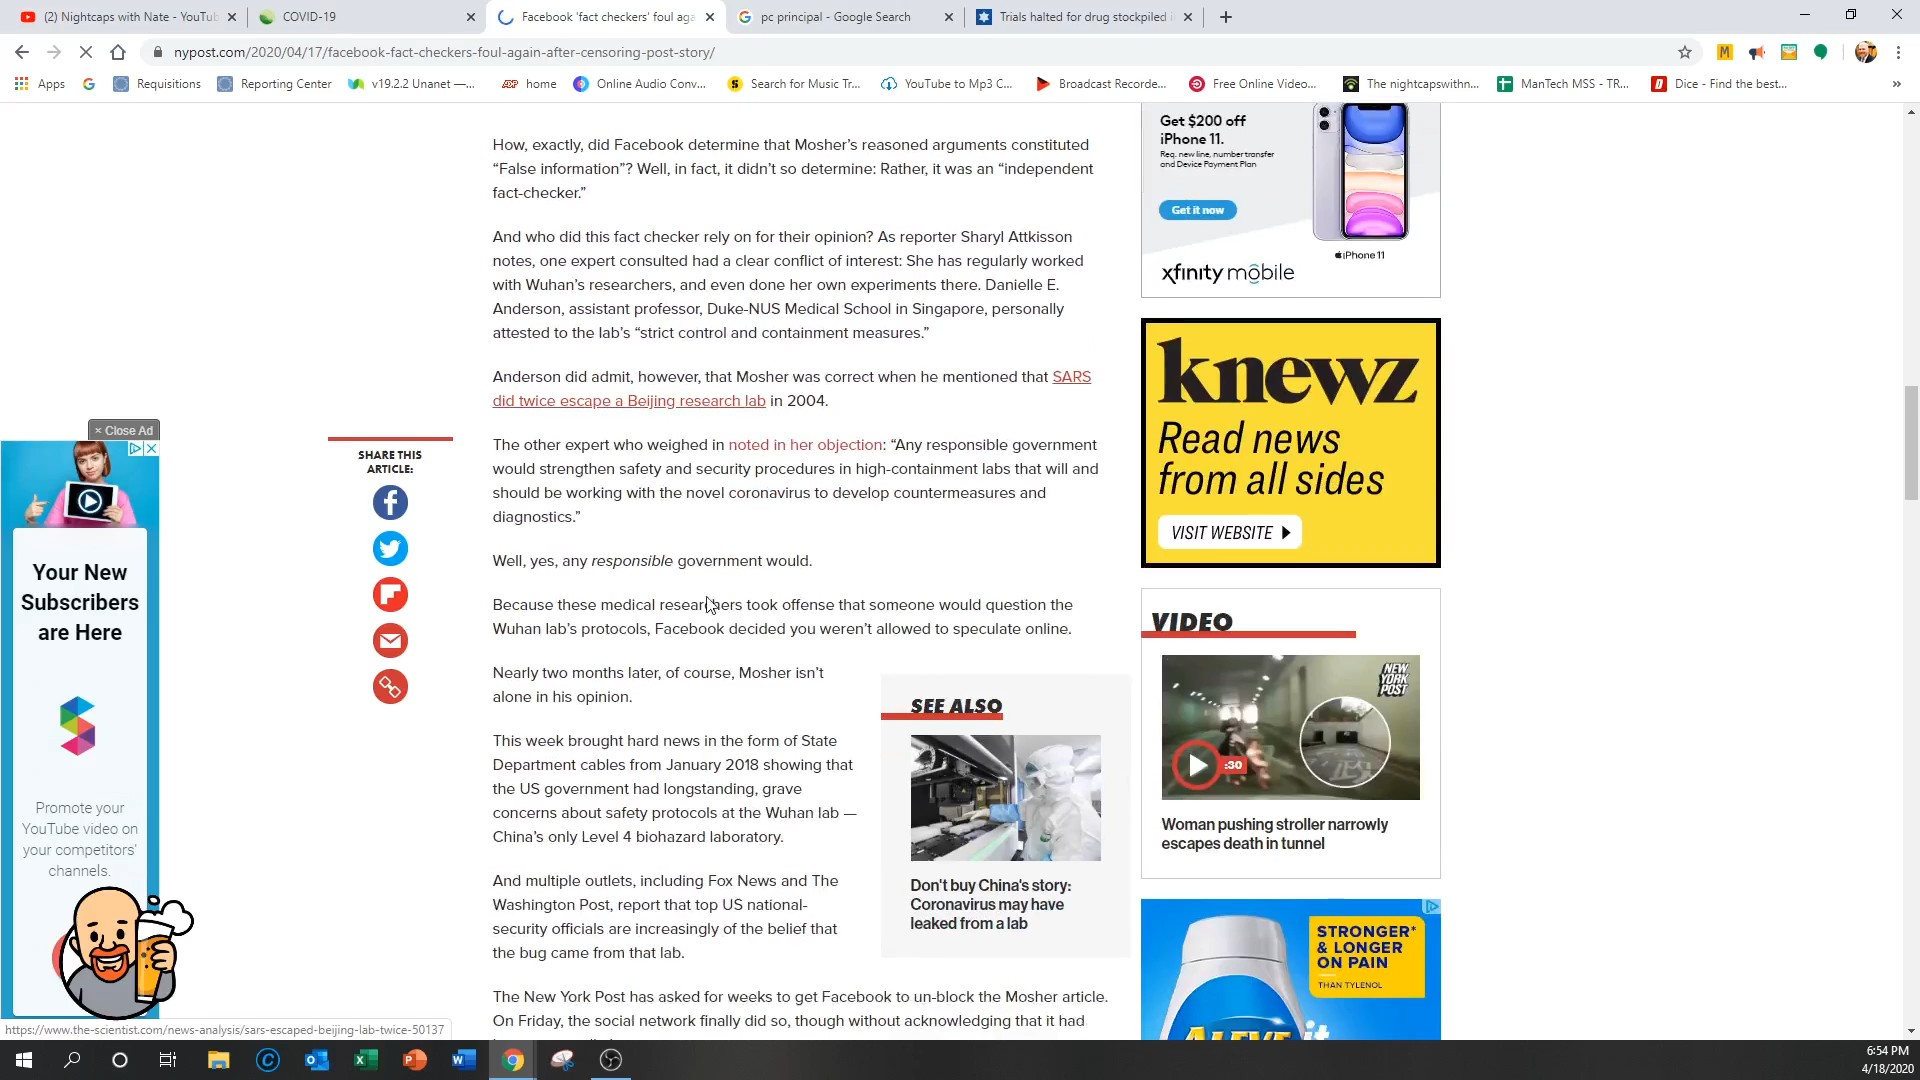 (2) Nightcaps with Nate - YouTu
COVID-19
Facebook 'fact checkers' foul aga
pc principal - Google Search
Trials halted for drug stockpiled i
nypost.com/2020/04/17/facebook-fact-checkers-foul-again-after-censoring-post-story/
Apps
Requisitions
Reporting Center
v19.2.2 Unanet —...
home
Online Audio Conv...
Search for Music Tr...
YouTube to Mp3 C...
Broadcast Recorde...
Free Online Video...
The nightcapswithn...
ManTech MSS - TR...
Dice - Find the best...
How, exactly, did Facebook determine that Mosher's reasoned arguments constituted
“False information”? Well, in fact, it didn't so determine: Rather, it was an “independent
fact-checker.”
And who did this fact checker rely on for their opinion? As reporter Sharyl Attkisson
notes, one expert consulted had a clear conflict of interest: She has regularly worked
with Wuhan's researchers, and even done her own experiments there. Danielle E.
Anderson, assistant professor, Duke-NUS Medical School in Singapore, personally
attested to the lab's “strict control and containment measures.”
Anderson did admit, however, that Mosher was correct when he mentioned that SARS
did twice escape a Beijing research lab in 2004.
The other expert who weighed in noted in her objection: “Any responsible government
would strengthen safety and security procedures in high-containment labs that will and
should be working with the novel coronavirus to develop countermeasures and
diagnostics.”
Well, yes, any responsible government would.
Because these medical researchers took offense that someone would question the
Wuhan lab's protocols, Facebook decided you weren't allowed to speculate online.
Nearly two months later, of course, Mosher isn't
alone in his opinion.
This week brought hard news in the form of State
Department cables from January 2018 showing that
the US government had longstanding, grave
concerns about safety protocols at the Wuhan lab —
China's only Level 4 biohazard laboratory.
And multiple outlets, including Fox News and The
Washington Post, report that top US national-
security officials are increasingly of the belief that
the bug came from that lab.
The New York Post has asked for weeks to get Facebook to un-block the Mosher article.
On Friday, the social network finally did so, though without acknowledging that it had
SEE ALSO
Don't buy China's story:
Coronavirus may have
leaked from a lab
SHARE THIS
ARTICLE:
× Close Ad
Your New
Subscribers
are Here
Promote your
YouTube video on
your competitors'
channels.
Get $200 off
iPhone 11.
Req. new line, number transfer
and Device Payment Plan
Get it now
iPhone 11
xfinity mobile
knewz
Read news
from all sides
VISIT WEBSITE
VIDEO
NEW
YORK
POST
:30
Woman pushing stroller narrowly
escapes death in tunnel
STRONGER*
& LONGER
ON PAIN
THAN TYLENOL
ALEVE it
https://www.the-scientist.com/news-analysis/sars-escaped-beijing-lab-twice-50137
6:54 PM
4/18/2020